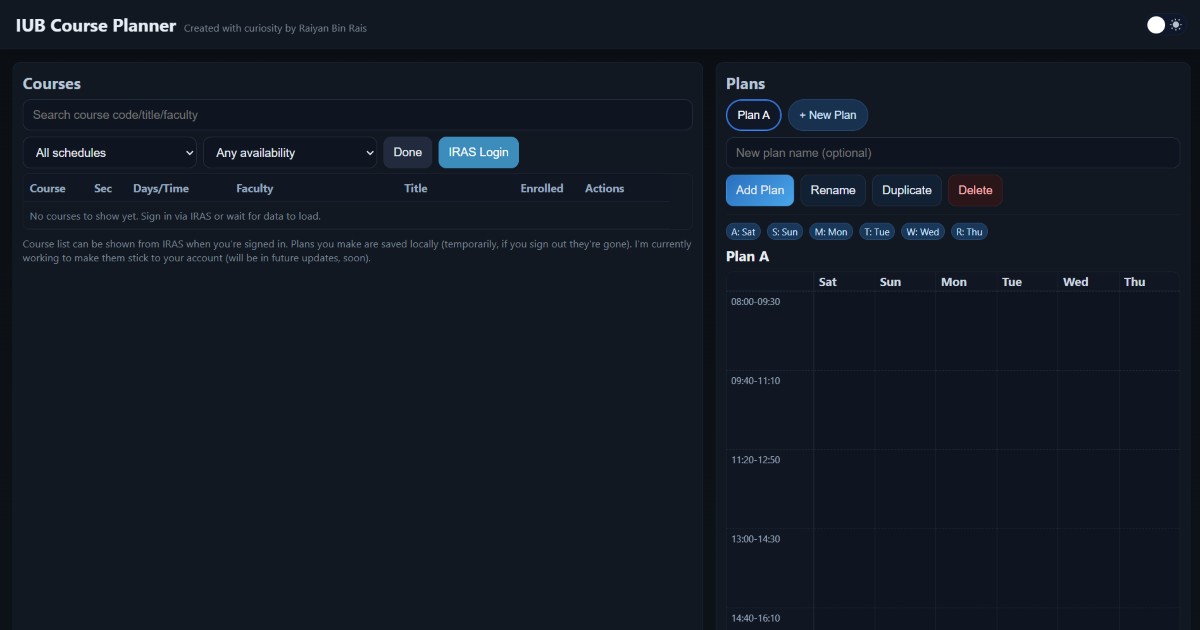 IUB Course Planner Created with curiosity by Raiyan Bin Rais
Courses
Search course code/title/faculty
All schedules Any availability Done IRAS Login
Course Sec Days/Time Faculty Title Enrolled Actions
No courses to show yet. Sign in via IRAS or wait for data to load.
Course list can be shown from IRAS when you're signed in. Plans you make are saved locally (temporarily, if you sign out they're gone). I'm currently
working to make them stick to your account (will be in future updates, soon).
Plans
Plan A + New Plan
New plan name (optional)
Add Plan Rename Duplicate Delete
A: Sat S: Sun M: Mon T: Tue W: Wed R: Thu
Plan A
Sat Sun Mon Tue Wed Thu
08:00-09:30
09:40-11:10
11:20-12:50
13:00-14:30
14:40-16:10